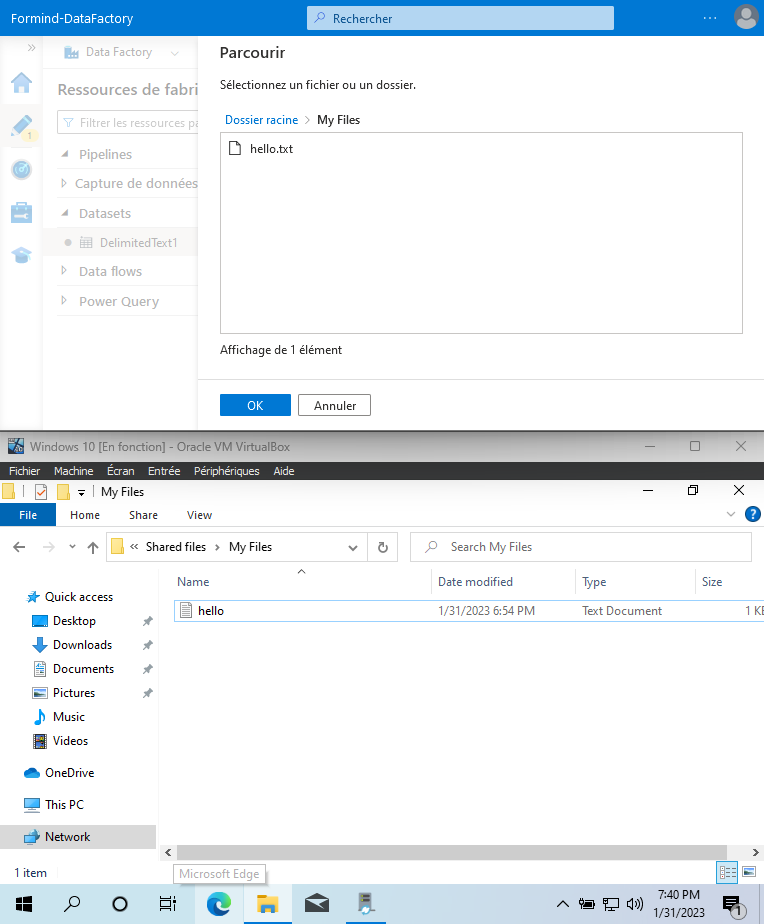 Formind-DataFactory
Rechercher
Data Factory
Parcourir
Ressources de fabri
Sélectionnez un fichier ou un dossier.
Filtrer les ressources pa
Dossier racine > My Files
1
hello.txt
Pipelines
Capture de données
Datasets
DelimitedText1
Data flows
Power Query
Affichage de 1 élément
OK
Annuler
Windows 10 [En fonction] - Oracle VM VirtualBox
Fichier Machine Écran Entrée Périphériques Aide
My Files
File Home Share View
Shared files > My Files
Search My Files
Name Date modified Type Size
hello 1/31/2023 6:54 PM Text Document 1 KB
Quick access
Desktop
Downloads
Documents
Pictures
Music
Videos
OneDrive
This PC
Network
1 item
Microsoft Edge
7:40 PM
1/31/2023
1